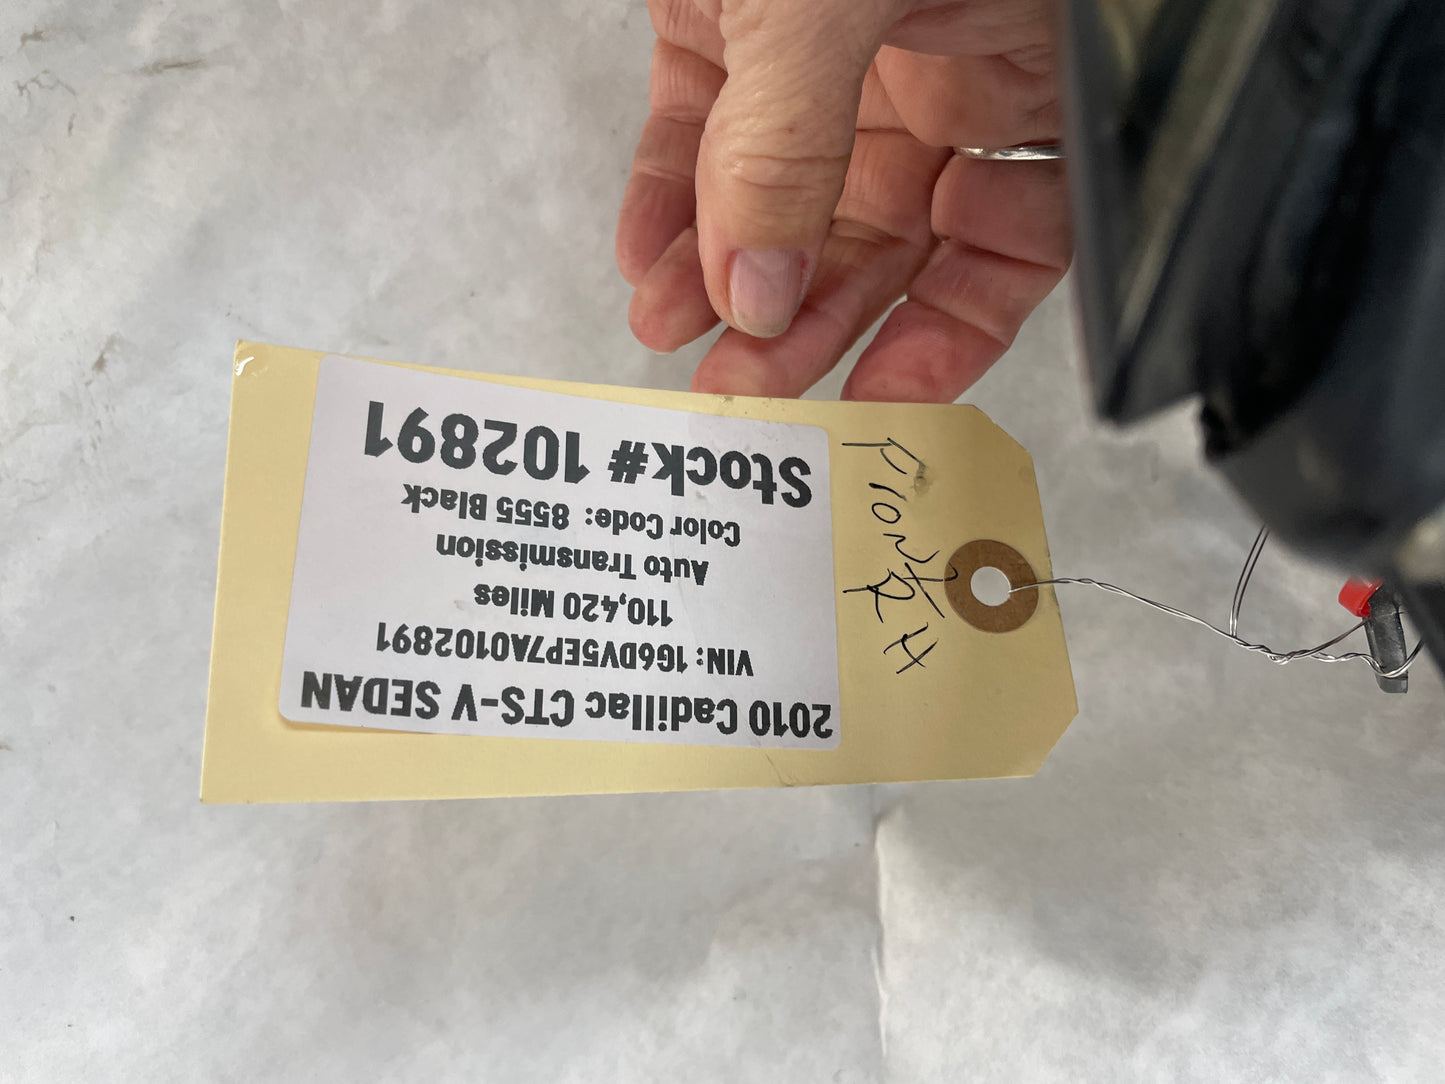 2010 Cadillac CTS-V SEDAN
VIN: 1G6DV5EP7A0102891
110,420 Miles
Auto Transmission
Color Code: 8555 Black
Stock# 102891
Front
RH